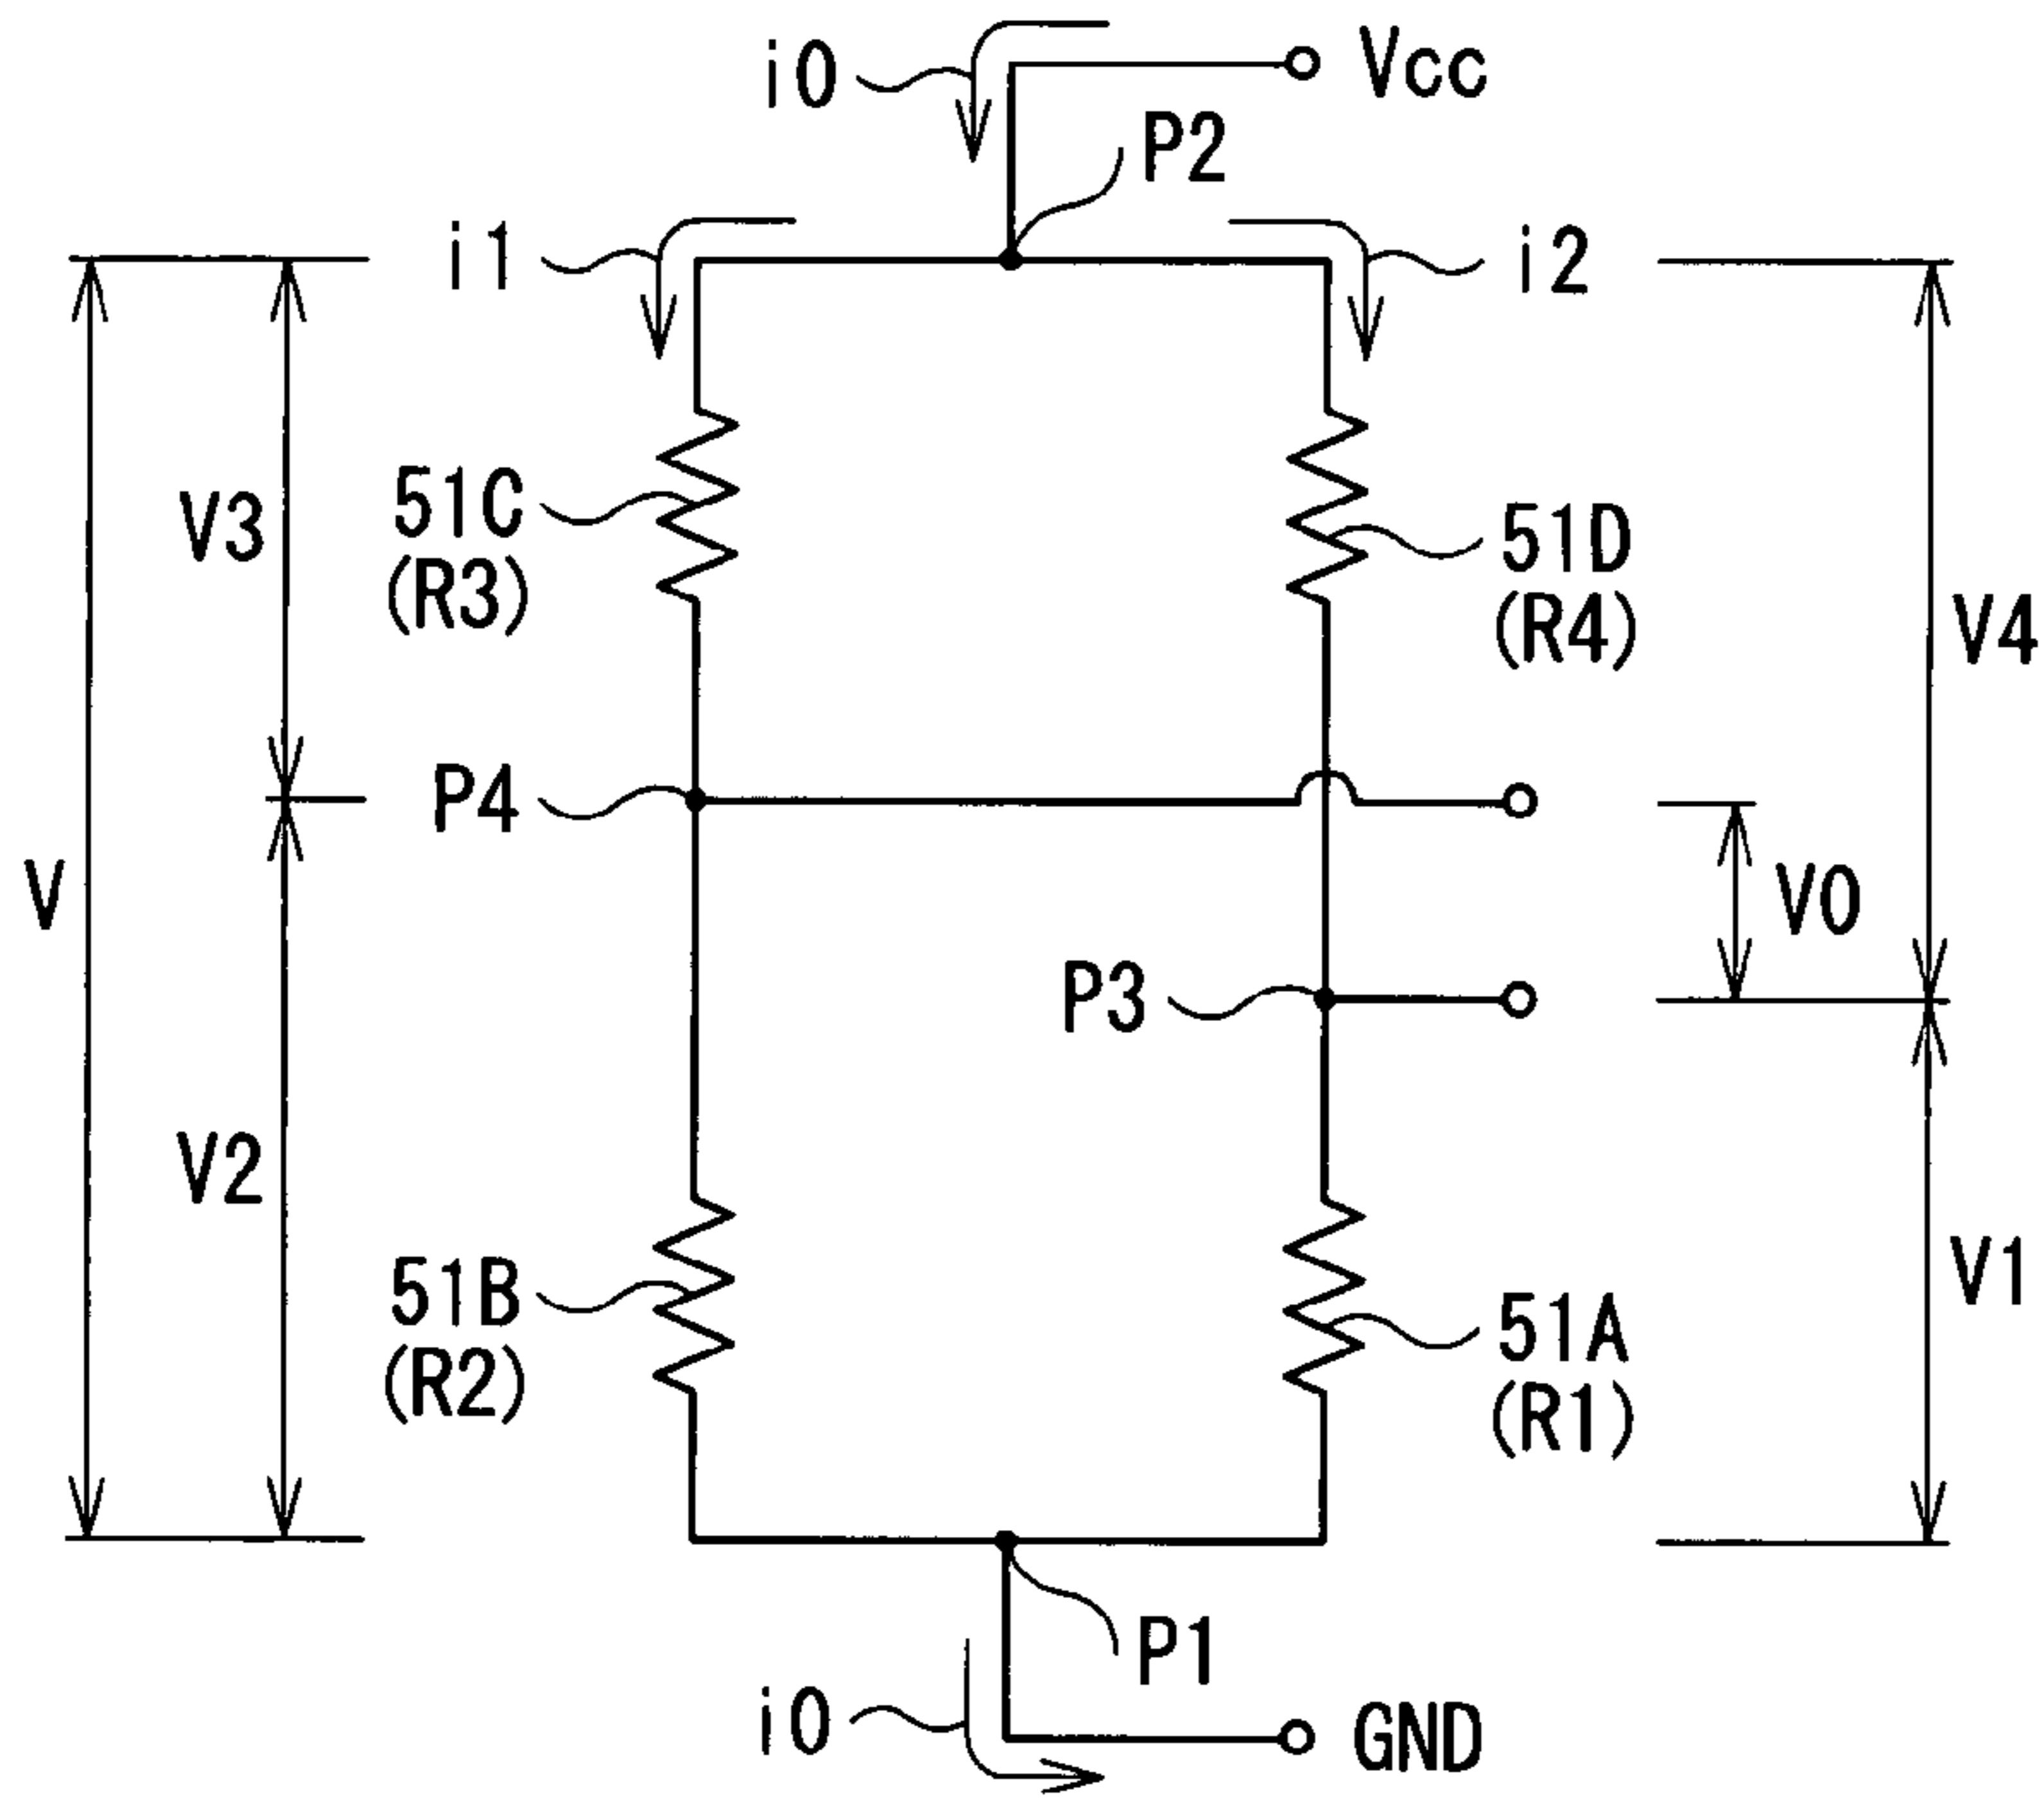 i0
Vcc
P2
i1
i2
51C
(R3)
V3
51D
(R4)
V4
P4
V
V0
P3
V2
51B
(R2)
51A
(R1)
V1
P1
i0
GND